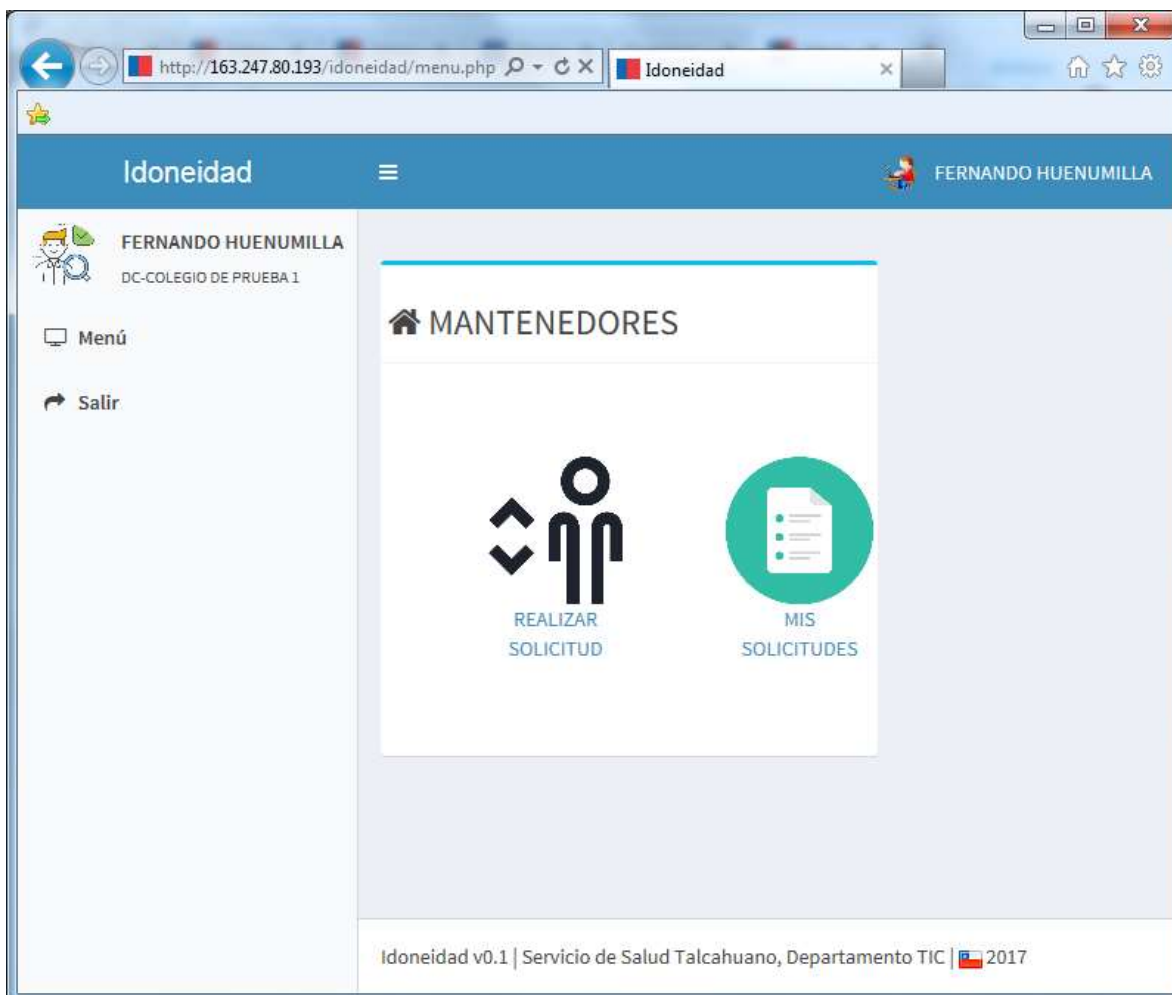 http://163.247.80.193/idoneidad/menu.php
Idoneidad
Idoneidad
FERNANDO HUENUMILLA
FERNANDO HUENUMILLA
DC-COLEGIO DE PRUEBA 1
Menú
Salir
MANTENEDORES
REALIZAR
SOLICITUD
MIS
SOLICITUDES
Idoneidad v0.1 | Servicio de Salud Talcahuano, Departamento TIC | 2017